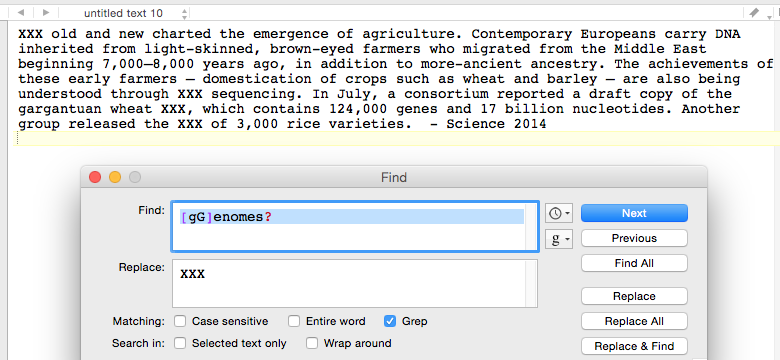 untitled text 10
XXX old and new charted the emergence of agriculture. Contemporary Europeans carry DNA
inherited from light-skinned, brown-eyed farmers who migrated from the Middle East
beginning 7,000–8,000 years ago, in addition to more-ancient ancestry. The achievements of
these early farmers — domestication of crops such as wheat and barley — are also being
understood through XXX sequencing. In July, a consortium reported a draft copy of the
gargantuan wheat XXX, which contains 124,000 genes and 17 billion nucleotides. Another
group released the XXX of 3,000 rice varieties.  - Science 2014
Find
Find: [gG]enomes? Next
g Previous
Find All
Replace: XXX
Replace
Matching: Case sensitive Entire word Grep Replace All
Search in: Selected text only Wrap around Replace & Find